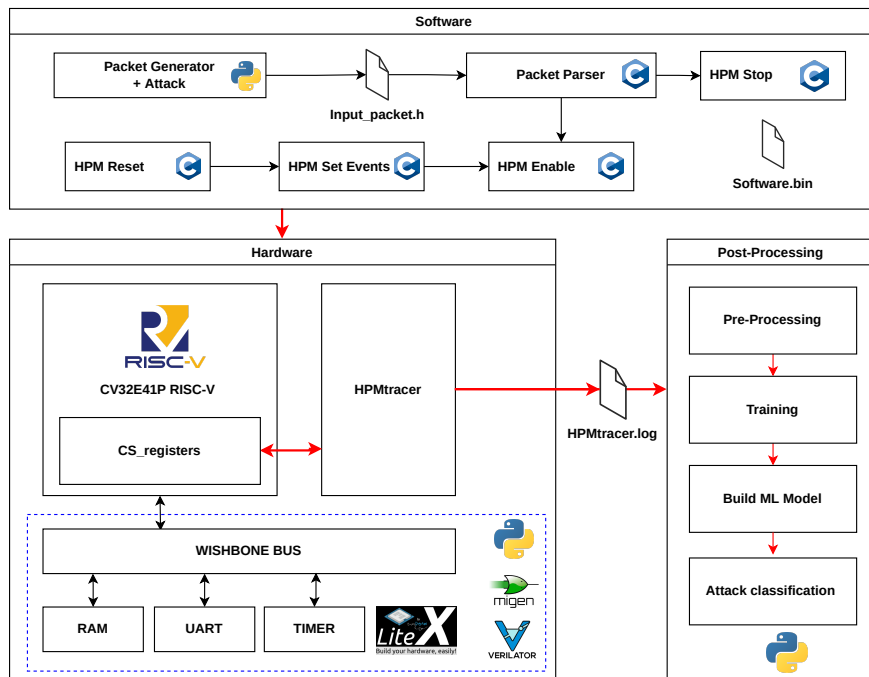 Software
Packet Generator
+ Attack
Input_packet.h
Packet Parser
HPM Stop
HPM Reset
HPM Set Events
HPM Enable
Software.bin
Hardware
RISC-V
CV32E41P RISC-V
CS_registers
HPMtracer
HPMtracer.log
WISHBONE BUS
RAM
UART
TIMER
LiteX
Build your hardware, easily!
migen
VERILATOR
Post-Processing
Pre-Processing
Training
Build ML Model
Attack classification